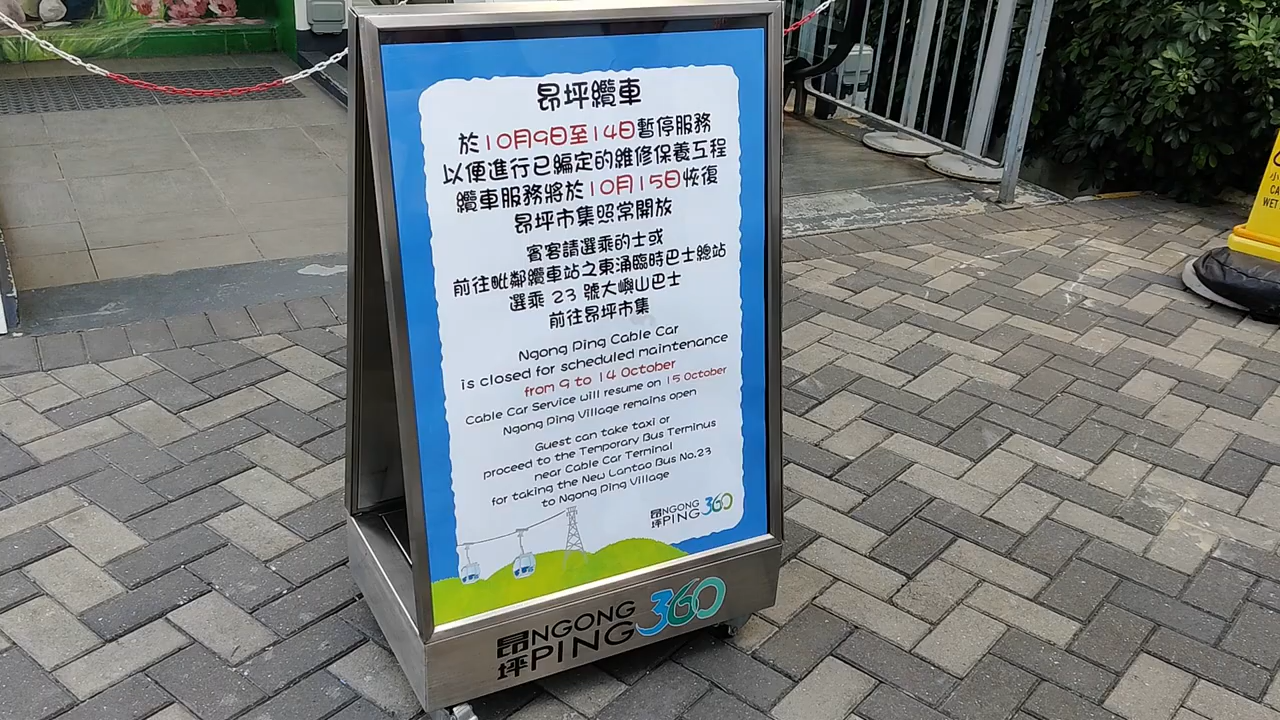 昂坪纜車
於10月9日至14日暫停服務
以便進行已編定的維修保養工程
纜車服務將於10月15日恢復
昂坪市集照常開放
賓客請選乘的士或
前往毗鄰纜車站之東涌臨時巴士總站
選乘 23 號大嶼山巴士
前往昂坪市集
Ngong Ping Cable Car
is closed for scheduled maintenance
from 9 to 14 October
Cable Car Service will resume on 15 October
Ngong Ping Village remains open
Guest can take taxi or
proceed to the Temporary Bus Terminus
near Cable Car Terminal
for taking the New Lantao Bus No.23
to Ngong Ping Village
昂坪 NGONG PING 360
昂坪 NGONG PING 360
小
CA
WET